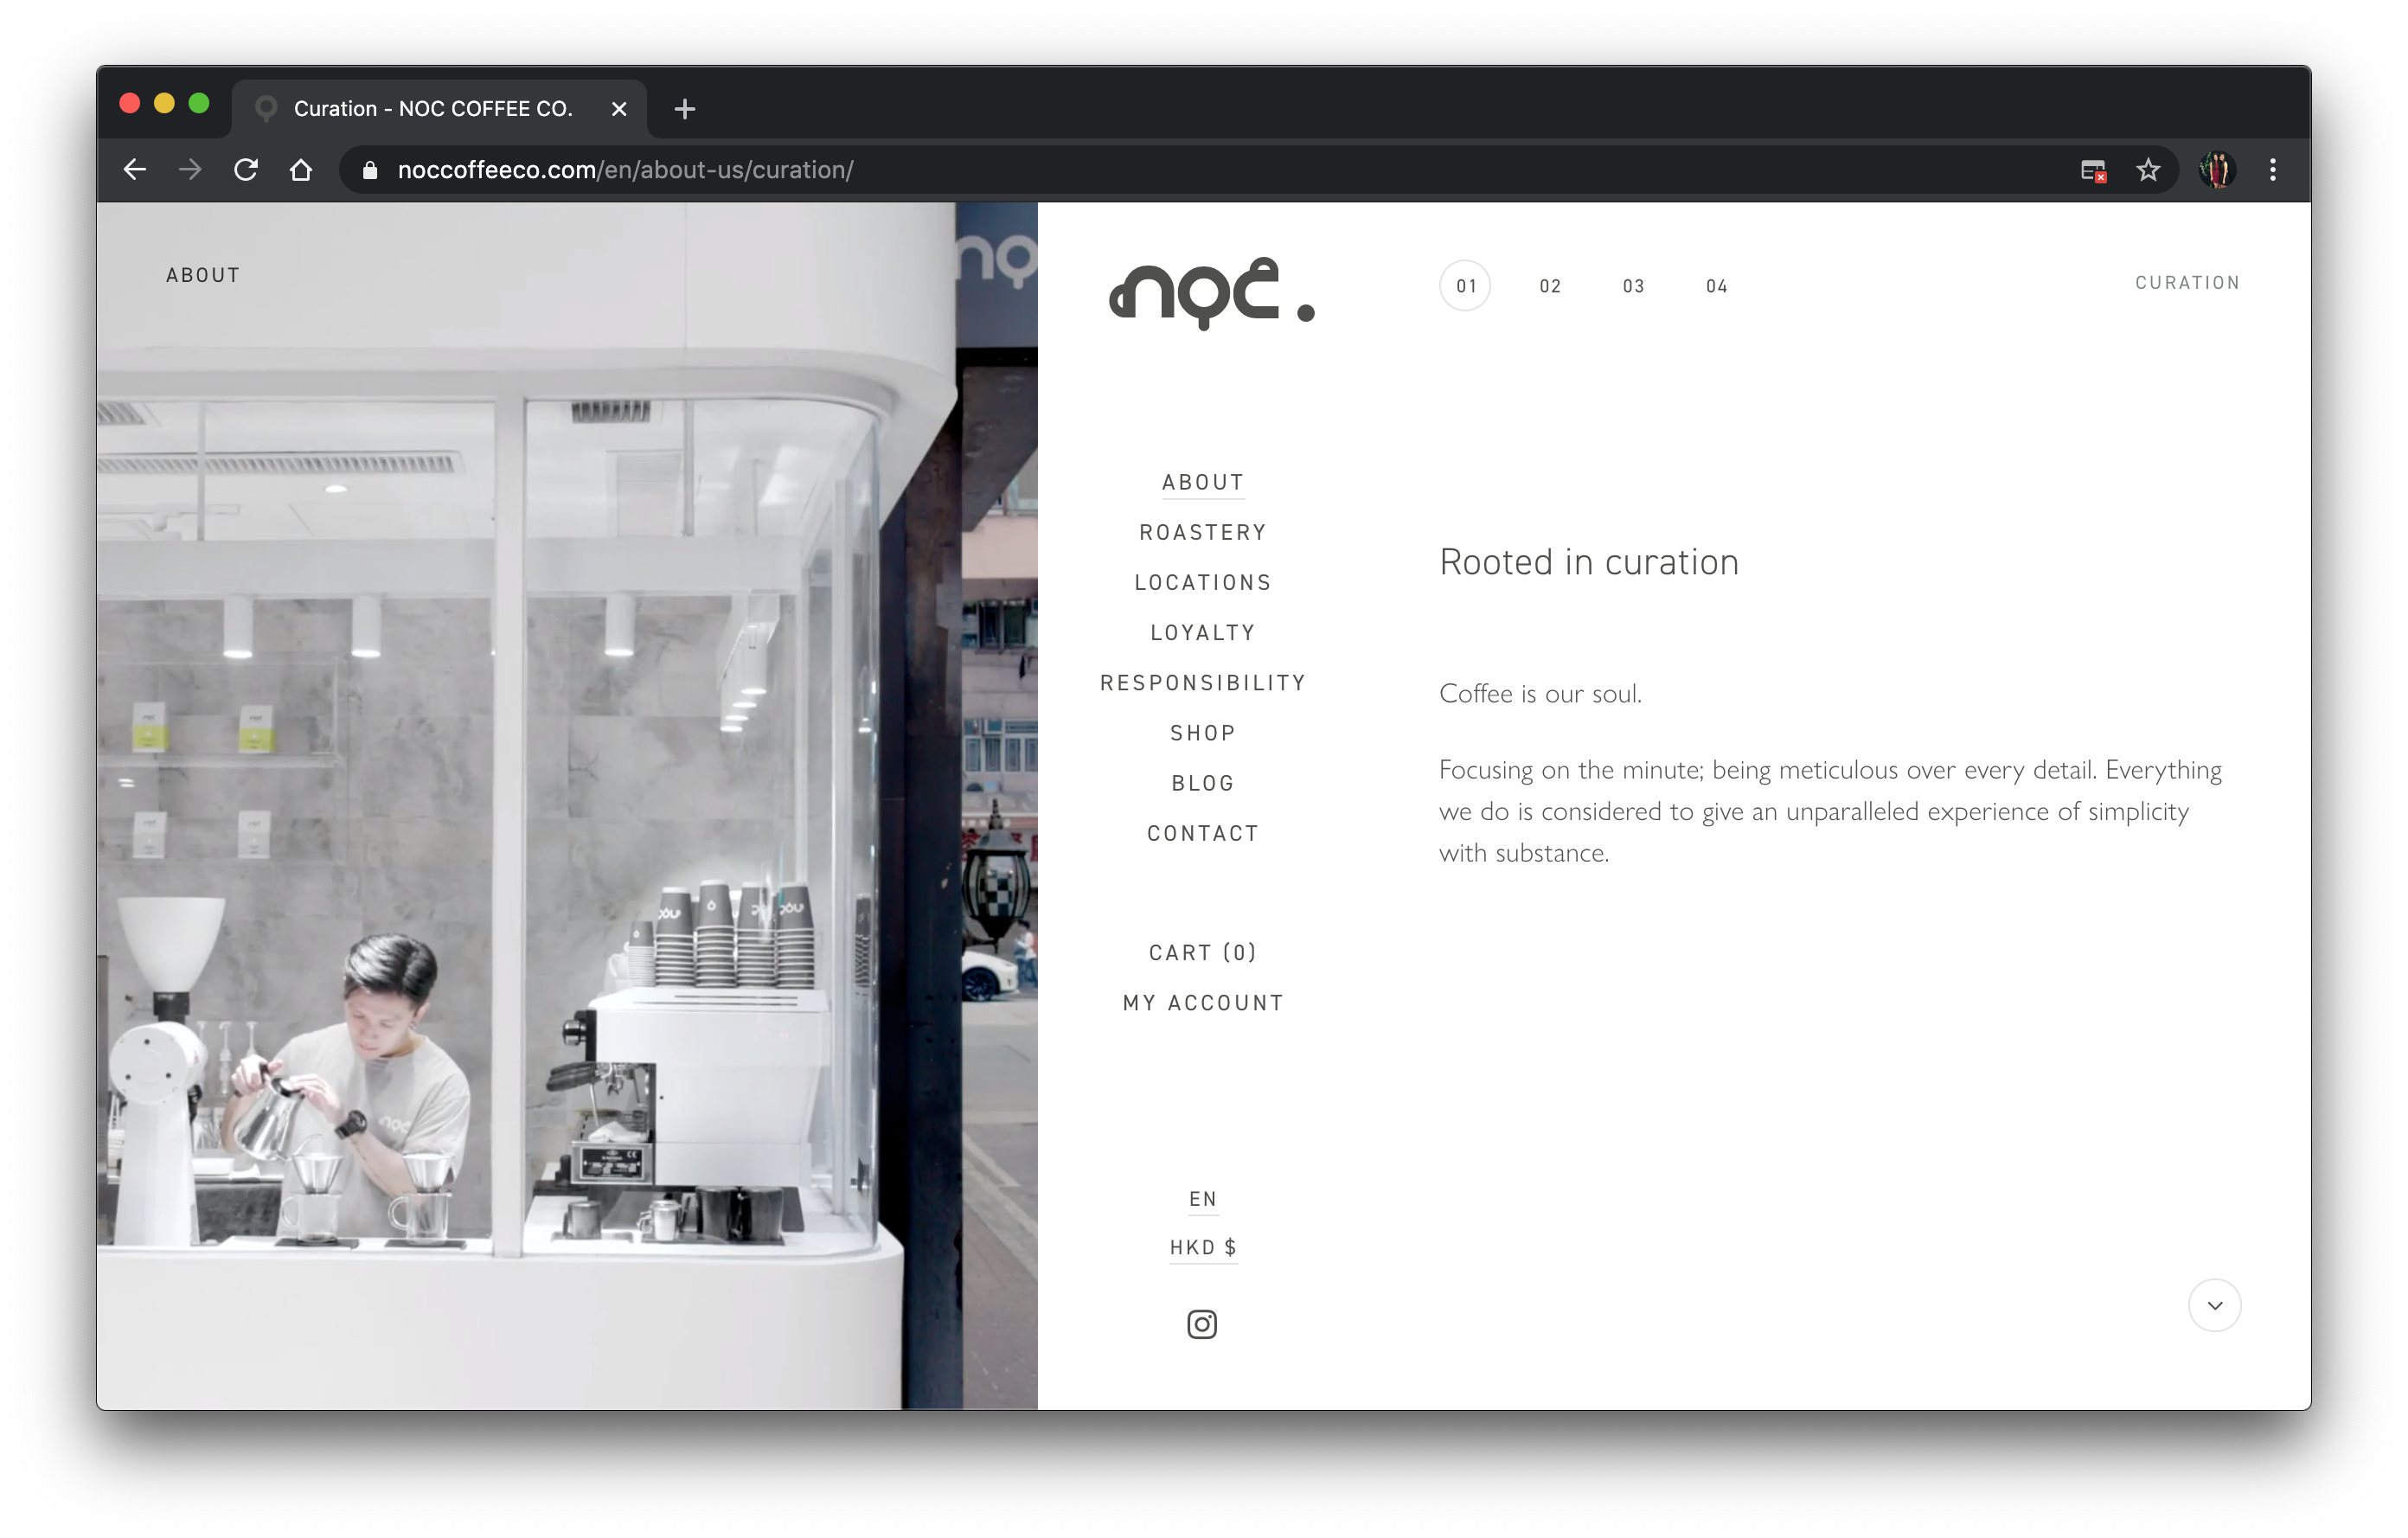 Curation - NOC COFFEE CO.
noccoffeeco.com/en/about-us/curation/
ABOUT
noc.
01 02 03 04
CURATION
ABOUT
ROASTERY
LOCATIONS
LOYALTY
RESPONSIBILITY
SHOP
BLOG
CONTACT
CART (0)
MY ACCOUNT
EN
HKD $
Rooted in curation
Coffee is our soul.
Focusing on the minute; being meticulous over every detail. Everything
we do is considered to give an unparalleled experience of simplicity
with substance.
noc